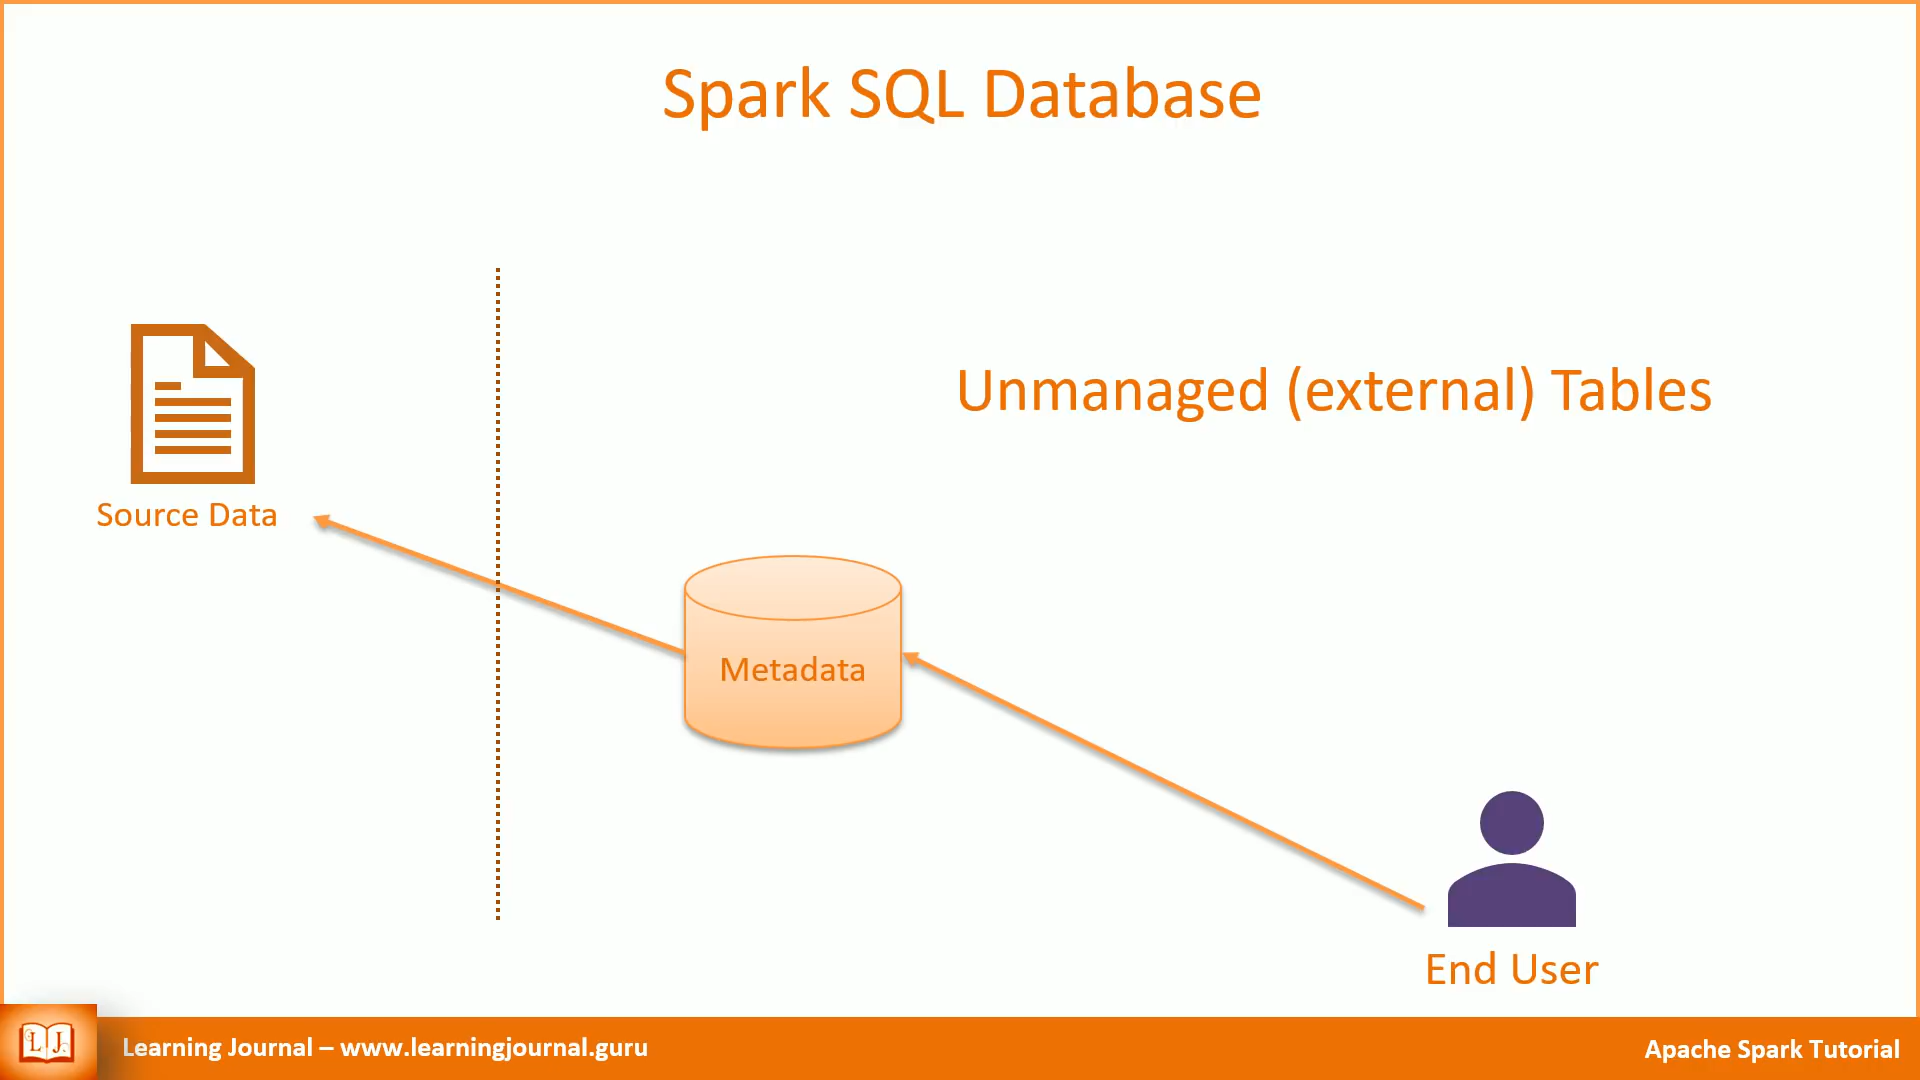 Spark SQL Database
Unmanaged (external) Tables
Source Data
Metadata
End User
LJ
Learning Journal – www.learningjournal.guru
Apache Spark Tutorial